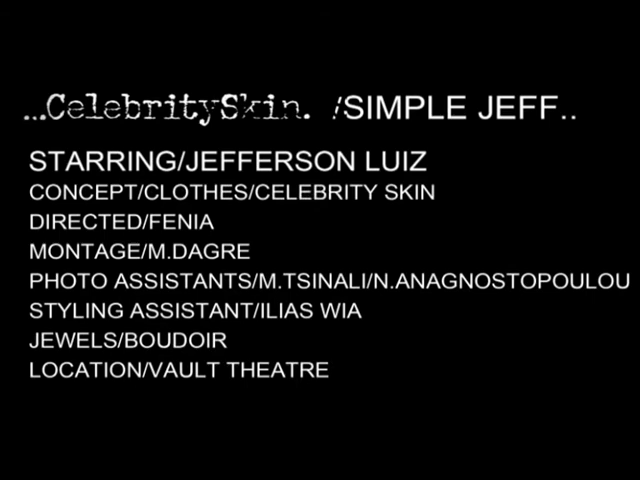 ...CelebritySkin. /SIMPLE JEFF..
STARRING/JEFFERSON LUIZ
CONCEPT/CLOTHES/CELEBRITY SKIN
DIRECTED/FENIA
MONTAGE/M.DAGRE
PHOTO ASSISTANTS/M.TSINALI/N.ANAGNOSTOPOULOU
STYLING ASSISTANT/ILIAS WIA
JEWELS/BOUDOIR
LOCATION/VAULT THEATRE